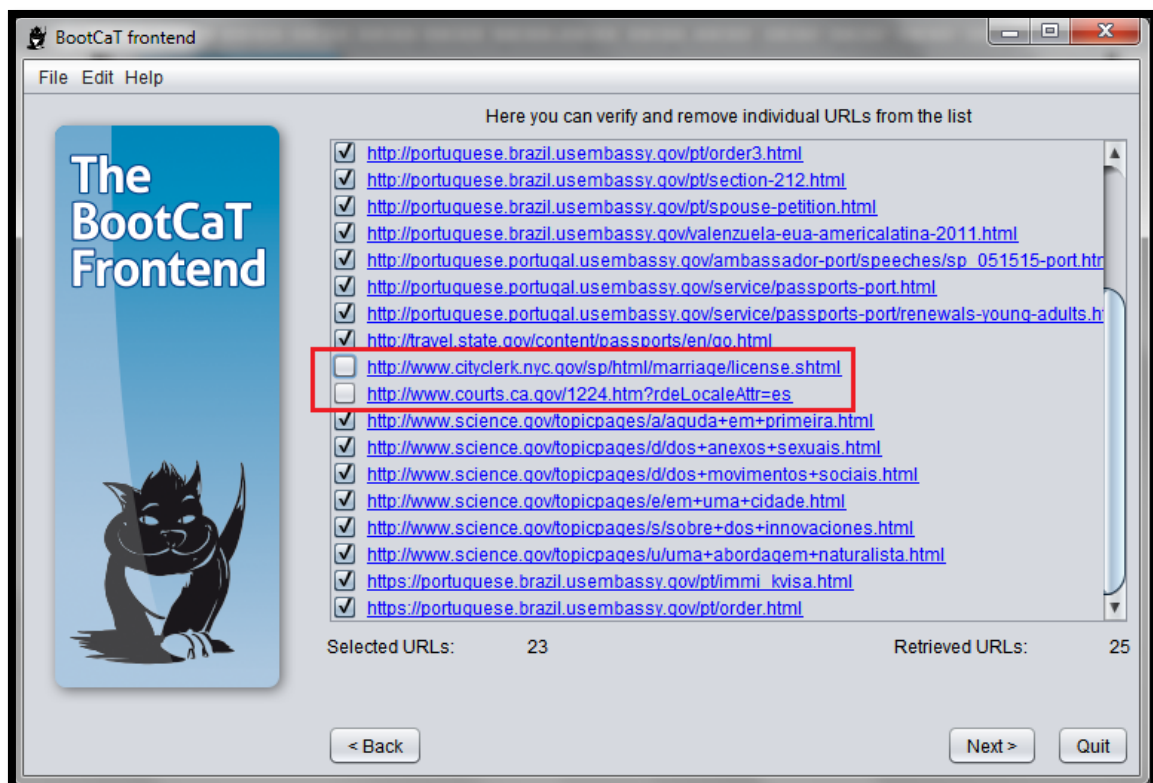 BootCaT frontend
File Edit Help
The
BootCaT
Frontend
Here you can verify and remove individual URLs from the list
http://portuguese.brazil.usembassy.gov/pt/order3.html
http://portuguese.brazil.usembassy.gov/pt/section-212.html
http://portuguese.brazil.usembassy.gov/pt/spouse-petition.html
http://portuguese.brazil.usembassy.gov/valenzuela-eua-americalatina-2011.html
http://portuguese.portugal.usembassy.gov/ambassador-port/speeches/sp_051515-port.htm
http://portuguese.portugal.usembassy.gov/service/passports-port.html
http://portuguese.portugal.usembassy.gov/service/passports-port/renewals-young-adults.h
http://travel.state.gov/content/passports/en/go.html
http://www.cityclerk.nyc.gov/sp/html/marriage/license.shtml
http://www.courts.ca.gov/1224.htm?rdeLocaleAttr=es
http://www.science.gov/topicpages/a/aguda+em+primeira.html
http://www.science.gov/topicpages/d/dos+anexos+sexuais.html
http://www.science.gov/topicpages/d/dos+movimentos+sociais.html
http://www.science.gov/topicpages/e/em+uma+cidade.html
http://www.science.gov/topicpages/s/sobre+dos+innovaciones.html
http://www.science.gov/topicpages/u/uma+abordagem+naturalista.html
https://portuguese.brazil.usembassy.gov/pt/immi_kvisa.html
https://portuguese.brazil.usembassy.gov/pt/order.html
Selected URLs: 23 Retrieved URLs: 25
< Back Next > Quit